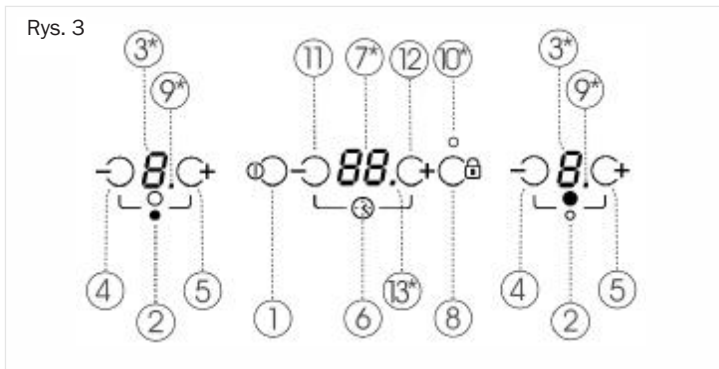 Rys. 3
3* 11 7* 12 10* 3*
9* 9*
- 8. + - 88. + - 8. +
4 2 5 1 6 13* 8 4 2 5